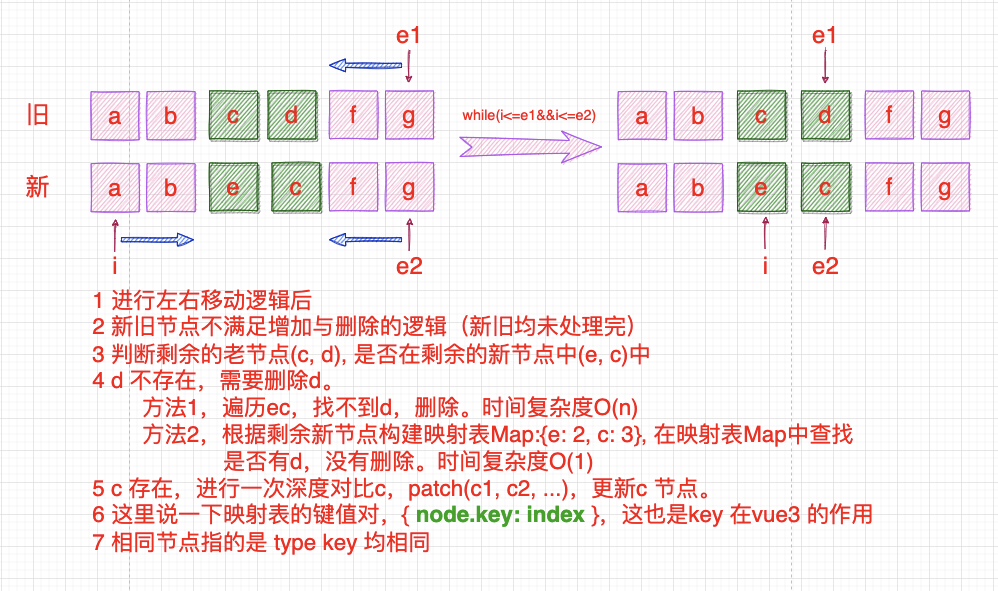 e1
e1
旧 a b c d f g
while(i<=e1&&i<=e2)
a b c d f g
新 a b e c f g
a b e c f g
i
e2
i
e2
1 进行左右移动逻辑后
2 新旧节点不满足增加与删除的逻辑（新旧均未处理完）
3 判断剩余的老节点(c, d), 是否在剩余的新节点中(e, c)中
4 d 不存在，需要删除d。
方法1，遍历ec，找不到d，删除。时间复杂度O(n)
方法2，根据剩余新节点构建映射表Map:{e: 2, c: 3}, 在映射表Map中查找
是否有d，没有删除。时间复杂度O(1)
5 c 存在，进行一次深度对比c，patch(c1, c2, ...)，更新c 节点。
6 这里说一下映射表的键值对，{ node.key: index }，这也是key 在vue3 的作用
7 相同节点指的是 type key 均相同